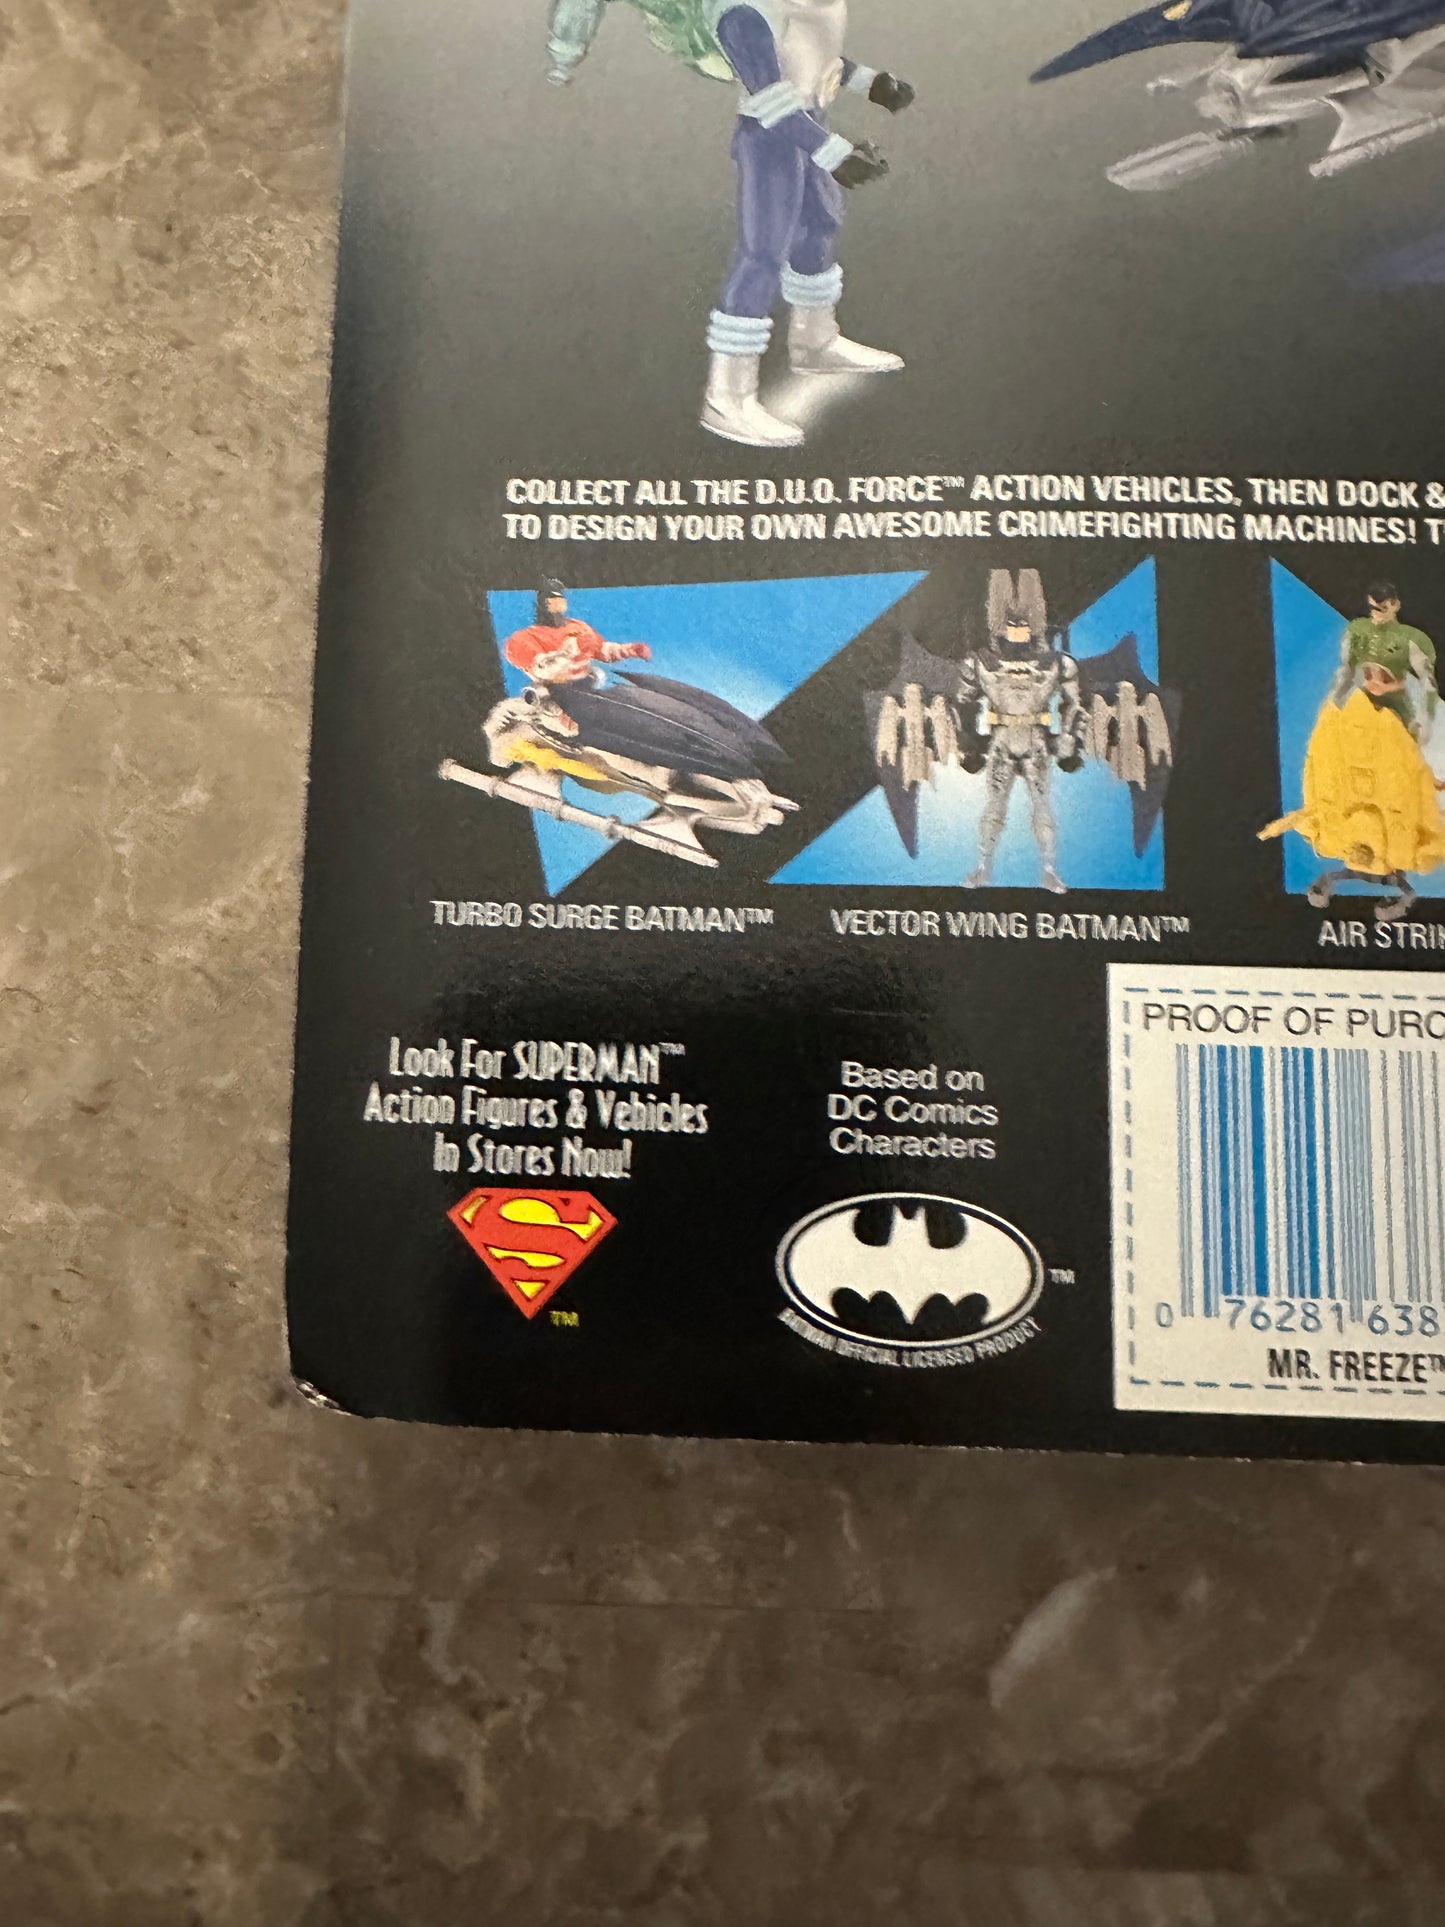 COLLECT ALL THE D.U.O. FORCE™ ACTION VEHICLES, THEN DOCK &
TO DESIGN YOUR OWN AWESOME CRIMEFIGHTING MACHINES! T
TURBO SURGE BATMAN™
VECTOR WING BATMAN™
AIR STRI
Look For SUPERMAN™
Action Figures & Vehicles
In Stores Now!
TM
Based on
DC Comics
Characters
TM
BATMAN OFFICIAL LICENSED PRODUCT
PROOF OF PURC
0 76281 638
MR. FREEZE™